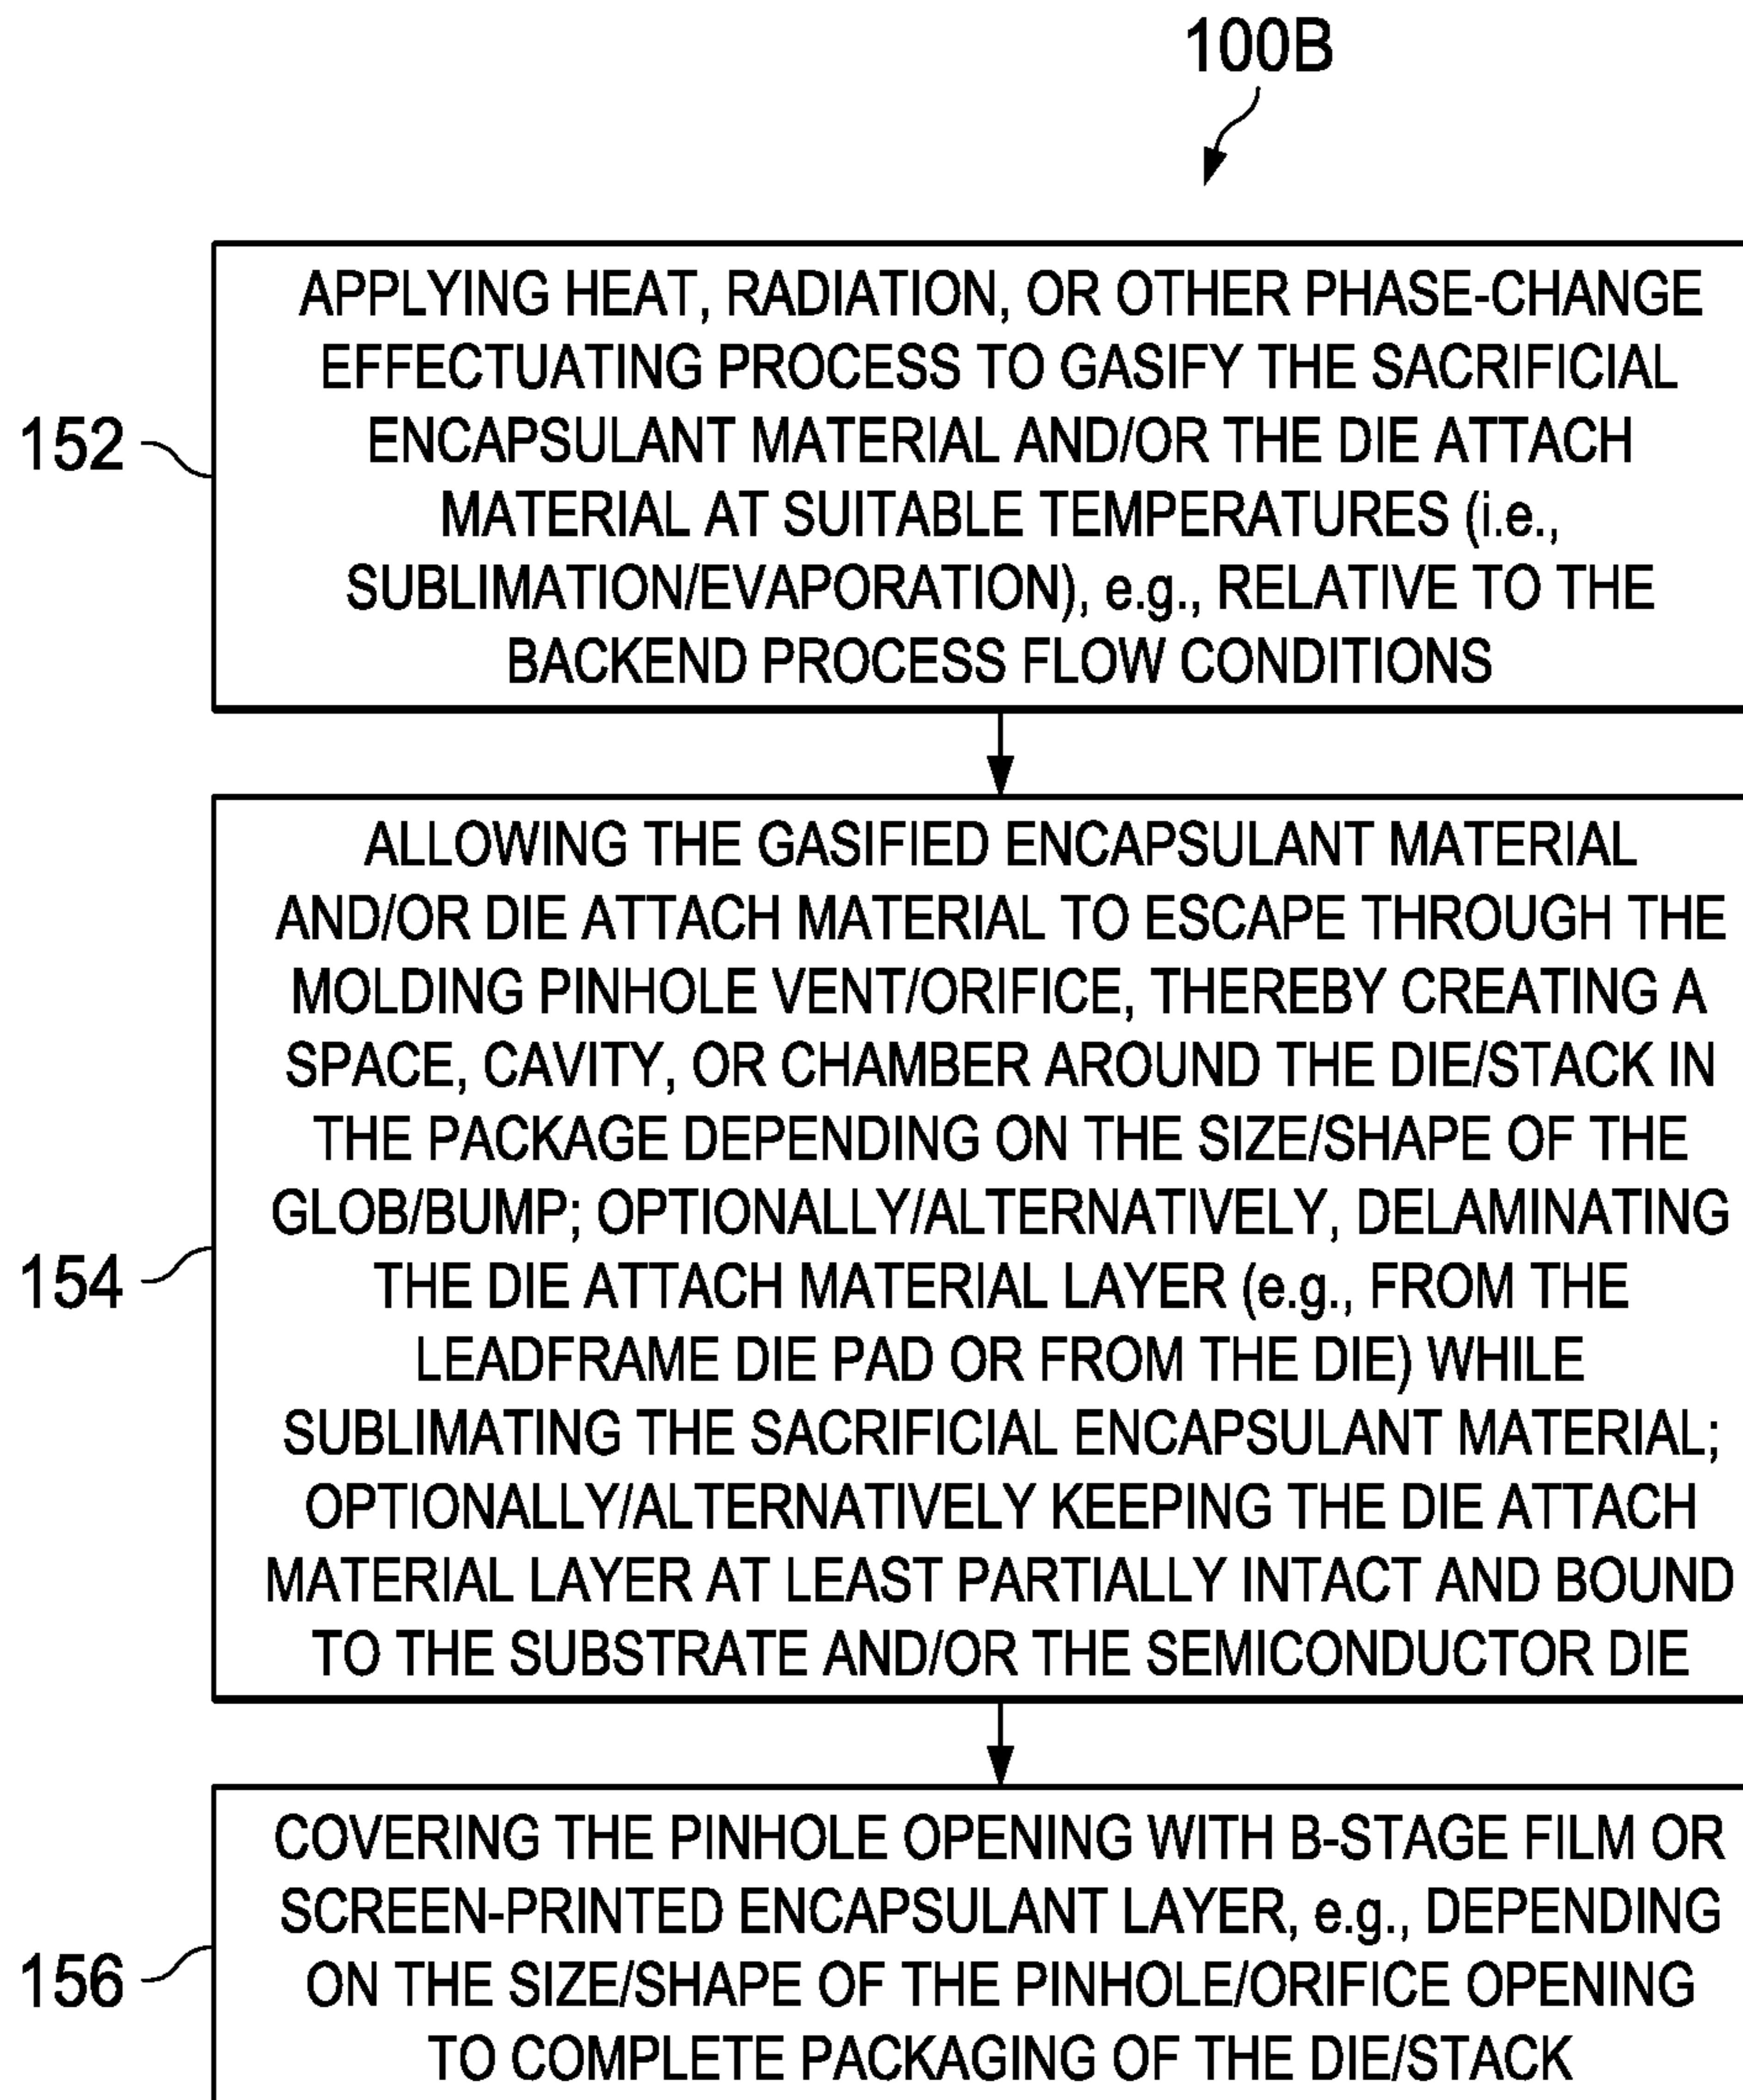 100B
APPLYING HEAT, RADIATION, OR OTHER PHASE-CHANGE
EFFECTUATING PROCESS TO GASIFY THE SACRIFICIAL
ENCAPSULANT MATERIAL AND/OR THE DIE ATTACH
MATERIAL AT SUITABLE TEMPERATURES (i.e.,
SUBLIMATION/EVAPORATION), e.g., RELATIVE TO THE
BACKEND PROCESS FLOW CONDITIONS
152
ALLOWING THE GASIFIED ENCAPSULANT MATERIAL
AND/OR DIE ATTACH MATERIAL TO ESCAPE THROUGH THE
MOLDING PINHOLE VENT/ORIFICE, THEREBY CREATING A
SPACE, CAVITY, OR CHAMBER AROUND THE DIE/STACK IN
THE PACKAGE DEPENDING ON THE SIZE/SHAPE OF THE
GLOB/BUMP; OPTIONALLY/ALTERNATIVELY, DELAMINATING
THE DIE ATTACH MATERIAL LAYER (e.g., FROM THE
LEADFRAME DIE PAD OR FROM THE DIE) WHILE
SUBLIMATING THE SACRIFICIAL ENCAPSULANT MATERIAL;
OPTIONALLY/ALTERNATIVELY KEEPING THE DIE ATTACH
MATERIAL LAYER AT LEAST PARTIALLY INTACT AND BOUND
TO THE SUBSTRATE AND/OR THE SEMICONDUCTOR DIE
154
COVERING THE PINHOLE OPENING WITH B-STAGE FILM OR
SCREEN-PRINTED ENCAPSULANT LAYER, e.g., DEPENDING
ON THE SIZE/SHAPE OF THE PINHOLE/ORIFICE OPENING
TO COMPLETE PACKAGING OF THE DIE/STACK
156